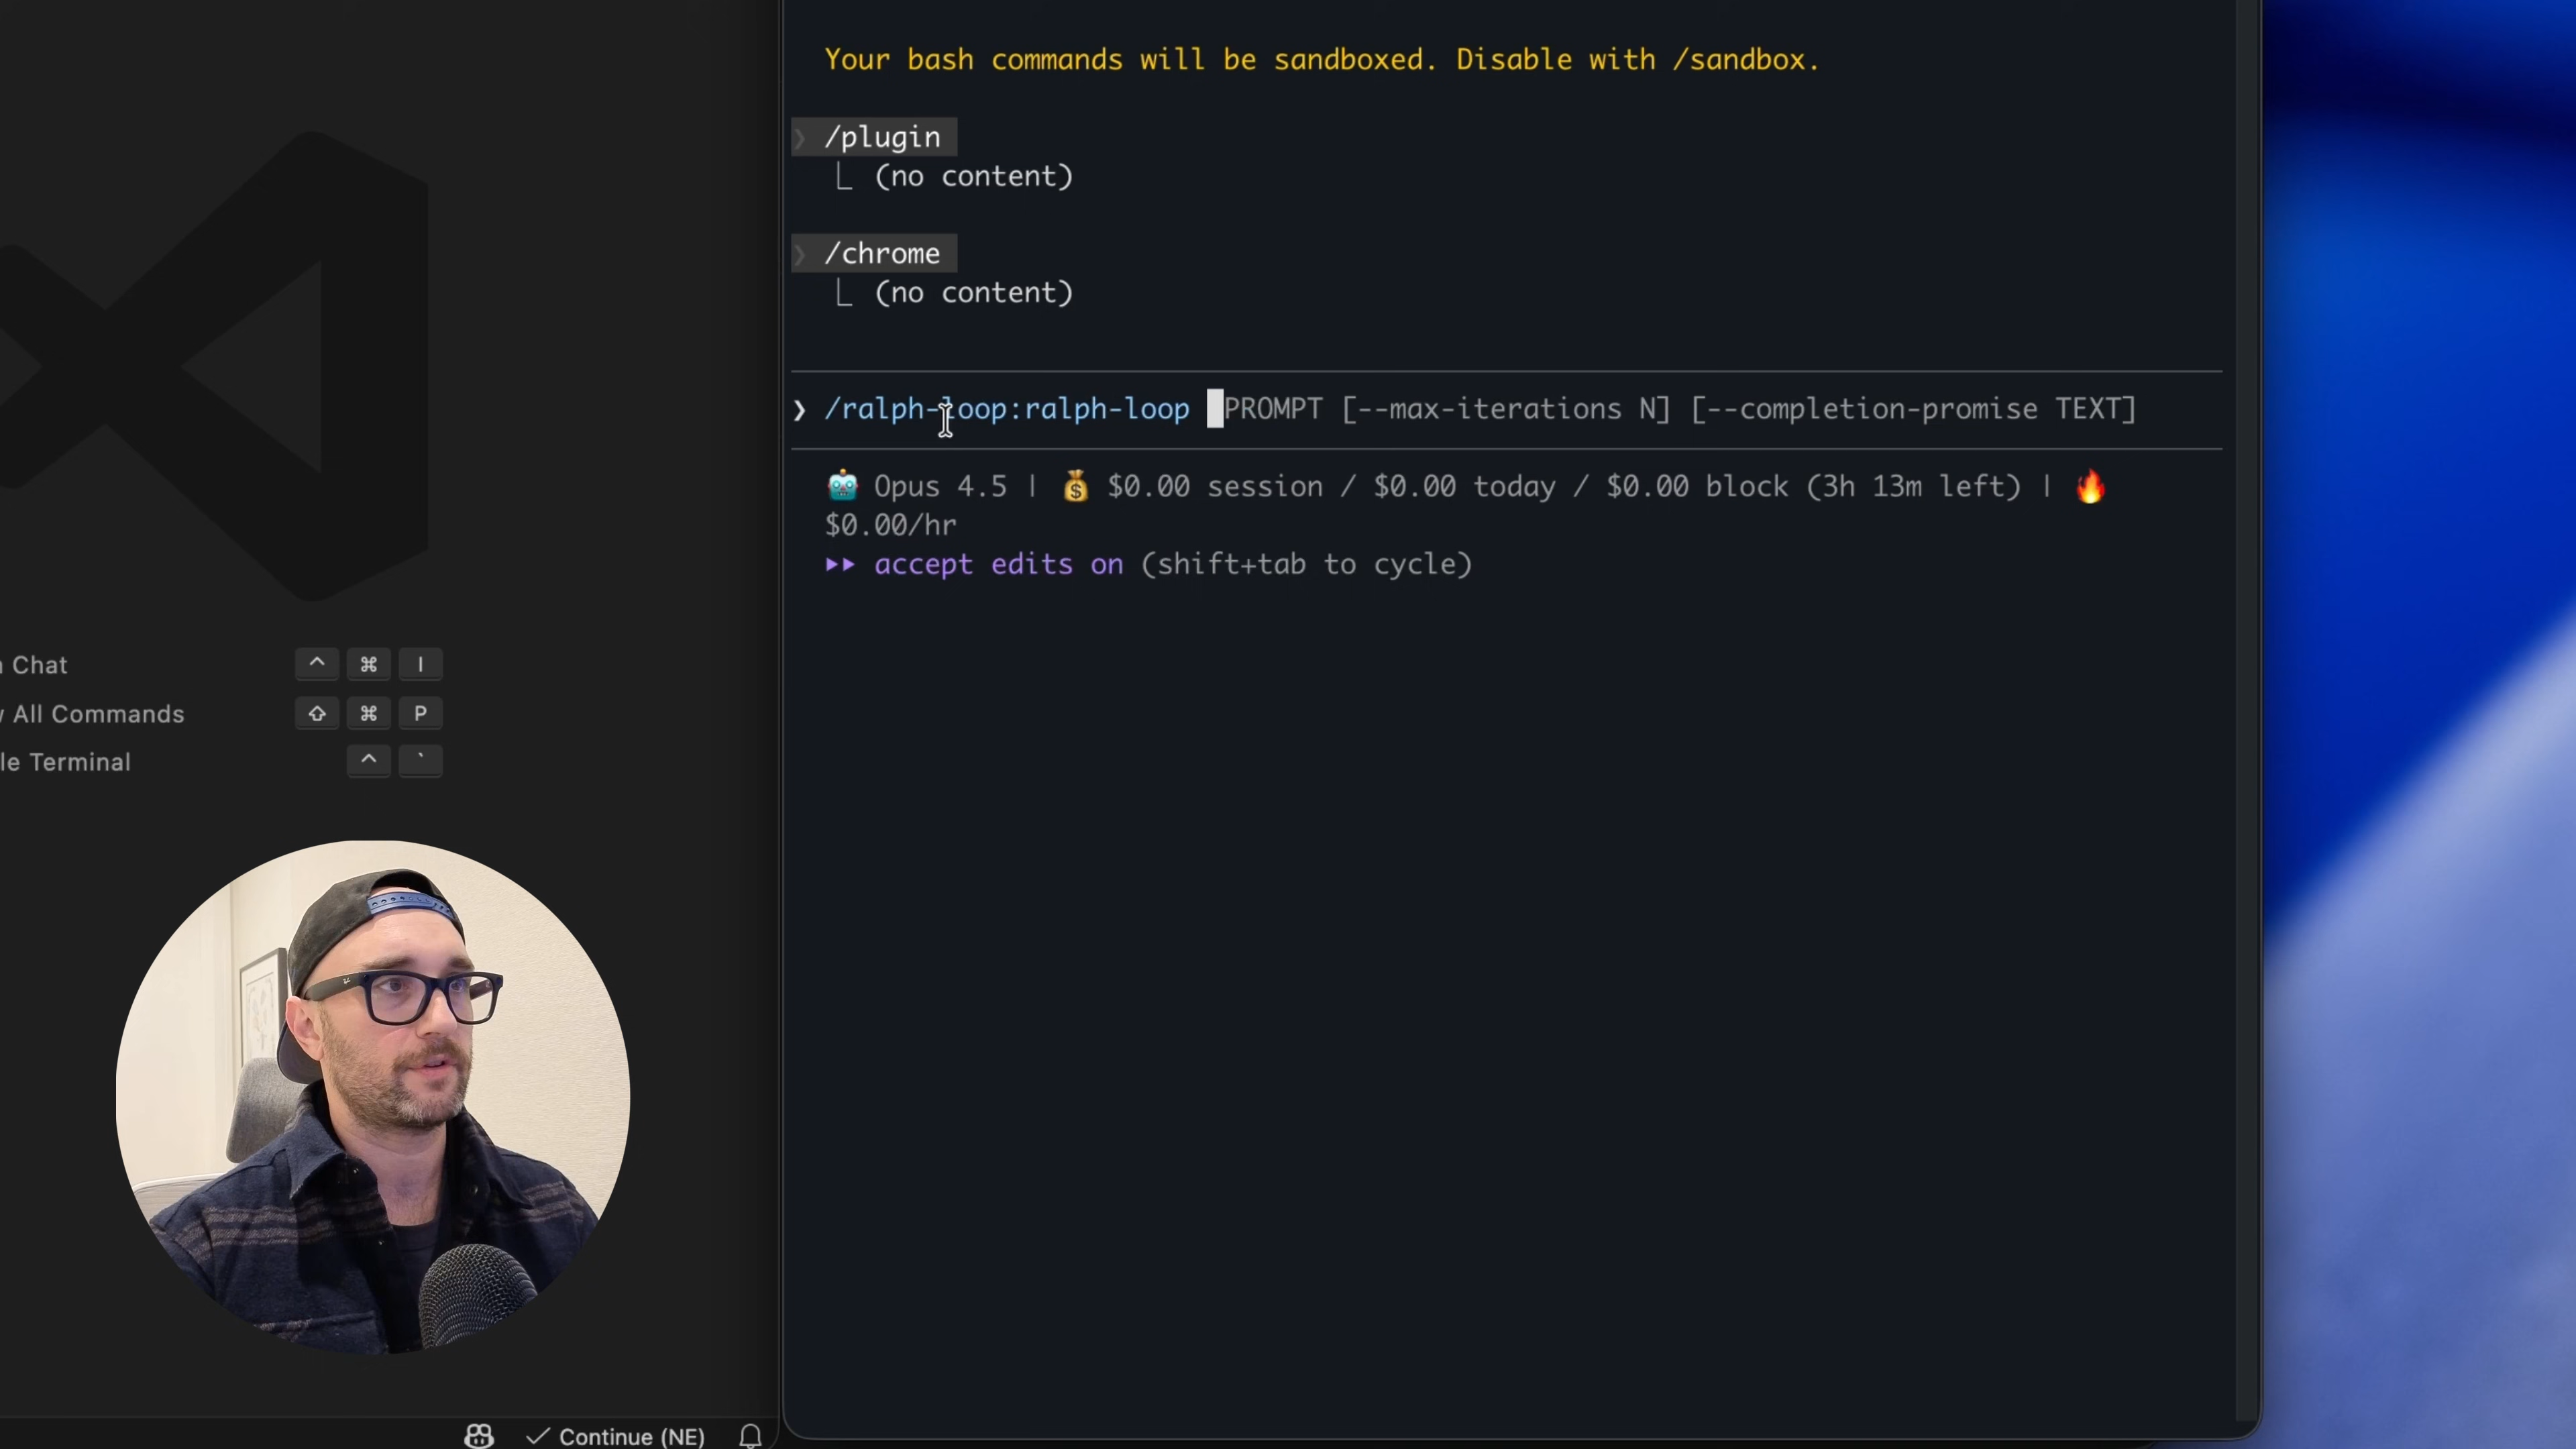 Your bash commands will be sandboxed. Disable with /sandbox.
❯ /plugin
⎿ (no content)
❯ /chrome
⎿ (no content)
❯ /ralph-loop:ralph-loop PROMPT [--max-iterations N] [--completion-promise TEXT]
🤖 Opus 4.5 | 💰 $0.00 session / $0.00 today / $0.00 block (3h 13m left) | 🔥
$0.00/hr
⏵⏵ accept edits on (shift+tab to cycle)
Chat ^ ⌘ I
All Commands ⇧ ⌘ P
le Terminal ^ `
✓ Continue (NE)